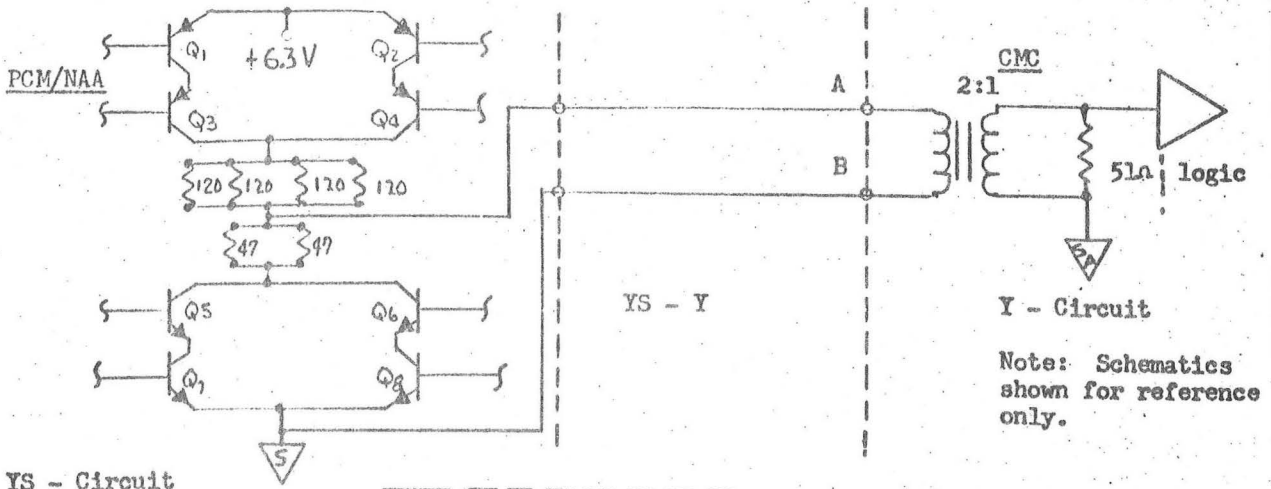 PCM/NAA
Q1
+6.3V
Q2
Q3
Q4
120 120 120 120
47 47
Q5
Q6
Q7
Q8
S
YS - Circuit
A
B
YS - Y
CMC
2:1
51Ω logic
SA
Y - Circuit
Note: Schematics
shown for reference
only.